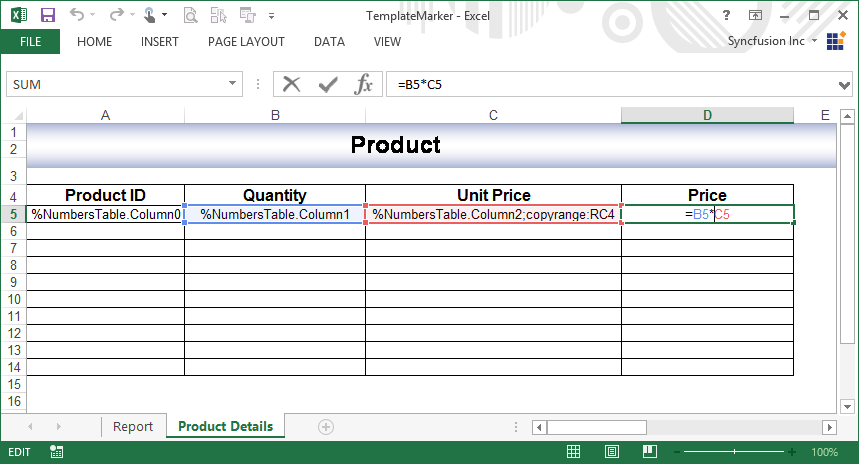 TemplateMarker - Excel
?
FILE HOME INSERT PAGE LAYOUT DATA VIEW Syncfusion Inc
SUM fx =B5*C5
A B C D E
1
2 Product
3
4 Product ID Quantity Unit Price Price
5 %NumbersTable.Column0 %NumbersTable.Column1 %NumbersTable.Column2;copyrange:RC4 =B5*C5
6
7
8
9
10
11
12
13
14
15
16
Report Product Details
EDIT 100%